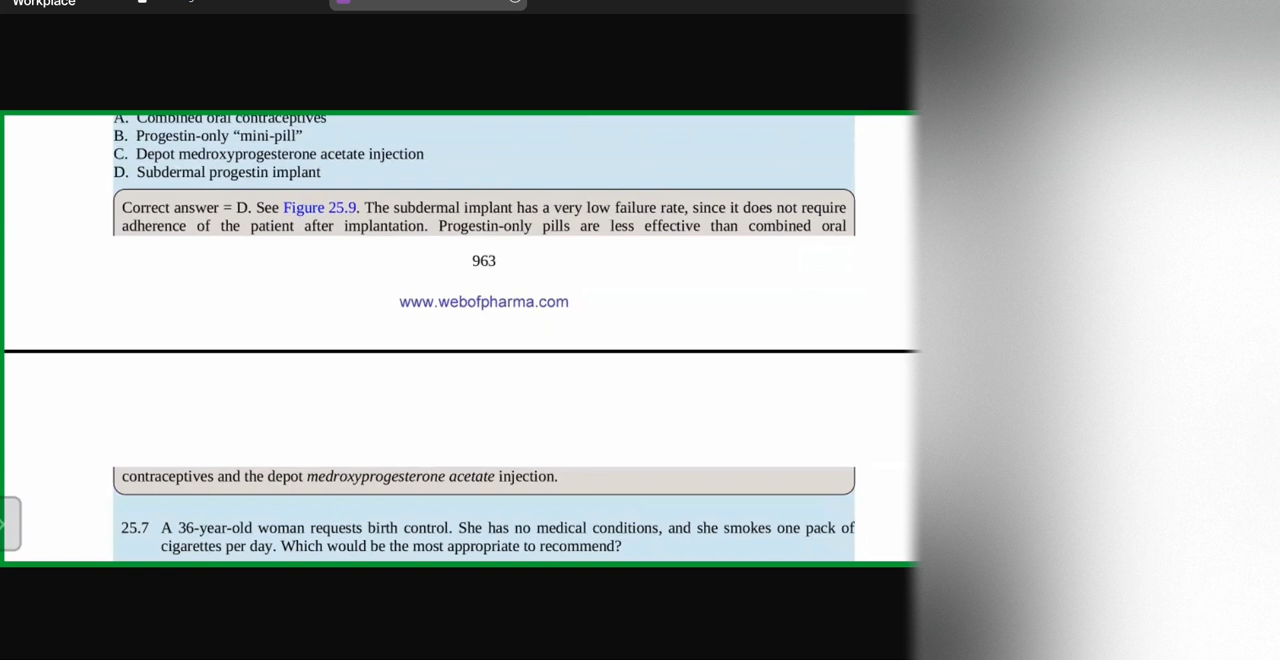 Workplace
A. Combined oral contraceptives
B. Progestin-only “mini-pill”
C. Depot medroxyprogesterone acetate injection
D. Subdermal progestin implant
Correct answer = D. See Figure 25.9. The subdermal implant has a very low failure rate, since it does not require
adherence of the patient after implantation. Progestin-only pills are less effective than combined oral
963
www.webofpharma.com
contraceptives and the depot medroxyprogesterone acetate injection.
25.7 A 36-year-old woman requests birth control. She has no medical conditions, and she smokes one pack of
cigarettes per day. Which would be the most appropriate to recommend?